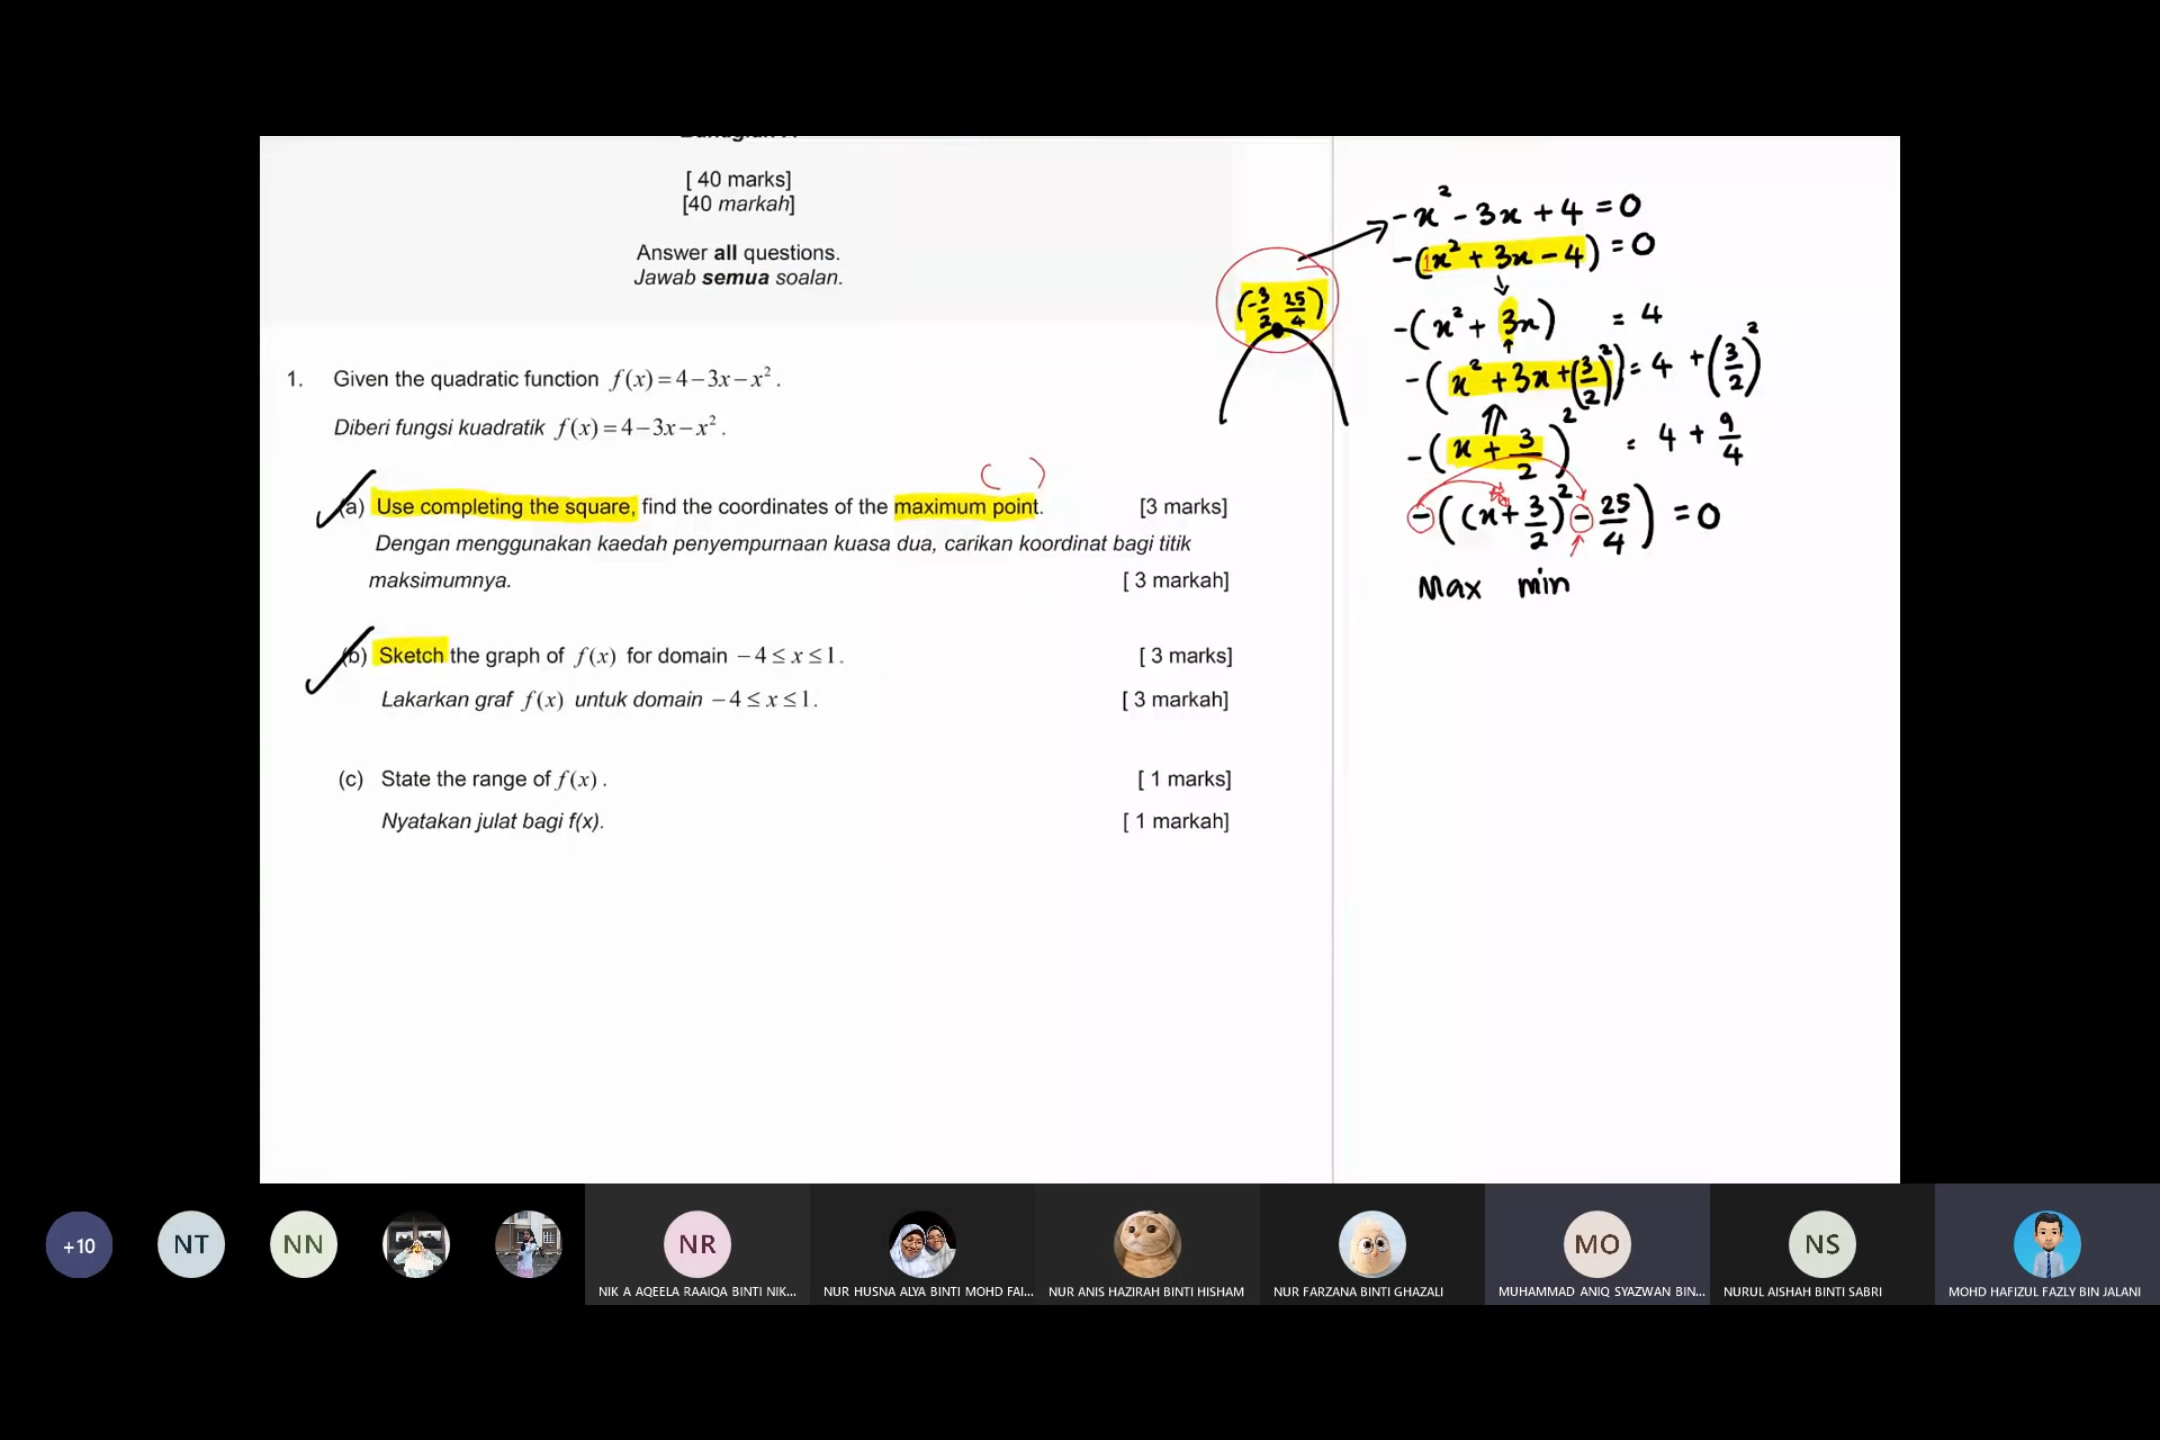 [ 40 marks]
[40 markah]
Answer all questions.
Jawab semua soalan.
1. Given the quadratic function f(x) = 4 – 3x – x².
Diberi fungsi kuadratik f(x) = 4 – 3x – x².
( )
(a) Use completing the square, find the coordinates of the maximum point. [3 marks]
Dengan menggunakan kaedah penyempurnaan kuasa dua, carikan koordinat bagi titik
maksimumnya. [ 3 markah]
(b) Sketch the graph of f(x) for domain – 4 ≤ x ≤ 1. [ 3 marks]
Lakarkan graf f(x) untuk domain – 4 ≤ x ≤ 1. [ 3 markah]
(c) State the range of f(x). [ 1 marks]
Nyatakan julat bagi f(x). [ 1 markah]
(-3/2 25/4)
-x² - 3x + 4 = 0
-(1x² + 3x - 4) = 0
-(x² + 3x) = 4
-(x² + 3x + (3/2)²) = 4 + (3/2)²
-(x + 3/2)² = 4 + 9/4
-((x + 3/2)² - 25/4) = 0
Max min
+10
NT
NN
NR
MO
NS
NIK A AQEELA RAAIQA BINTI NIK...
NUR HUSNA ALYA BINTI MOHD FAI...
NUR ANIS HAZIRAH BINTI HISHAM
NUR FARZANA BINTI GHAZALI
MUHAMMAD ANIQ SYAZWAN BIN...
NURUL AISHAH BINTI SABRI
MOHD HAFIZUL FAZLY BIN JALANI